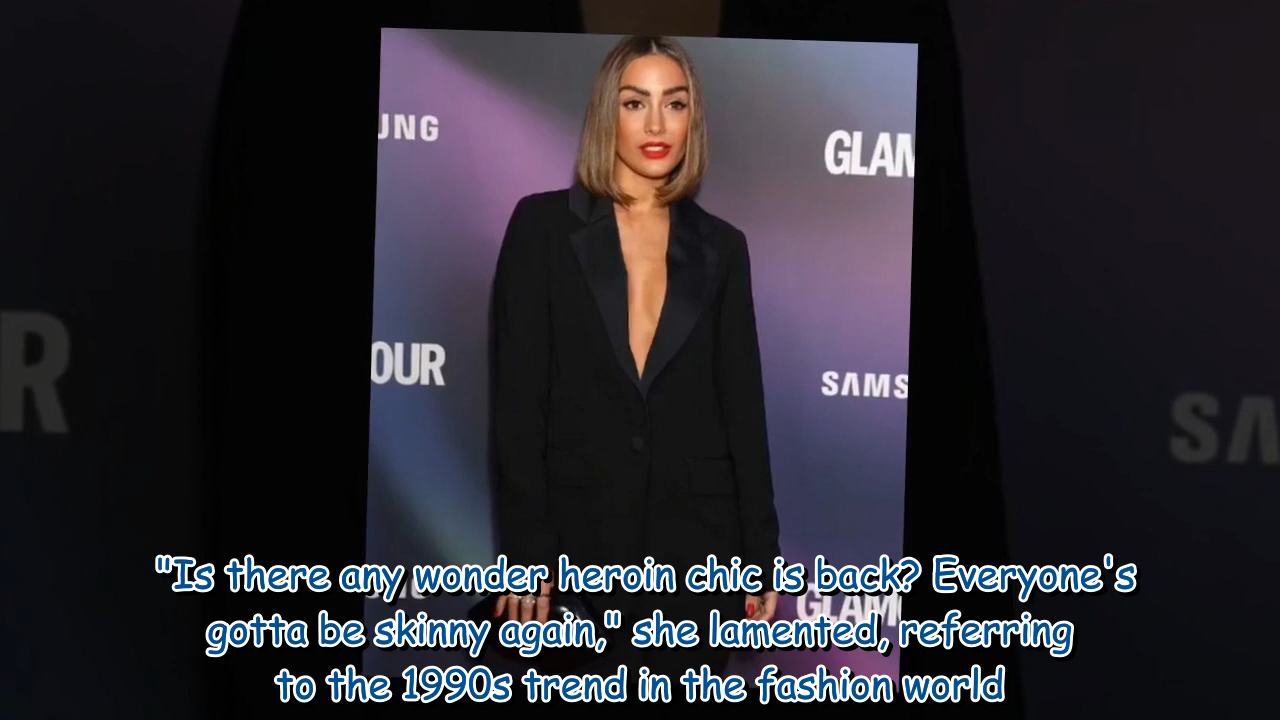 UNG
GLAM
OUR
SAMS
R
SA
GLAM
"Is there any wonder heroin chic is back? Everyone's
gotta be skinny again," she lamented, referring
to the 1990s trend in the fashion world